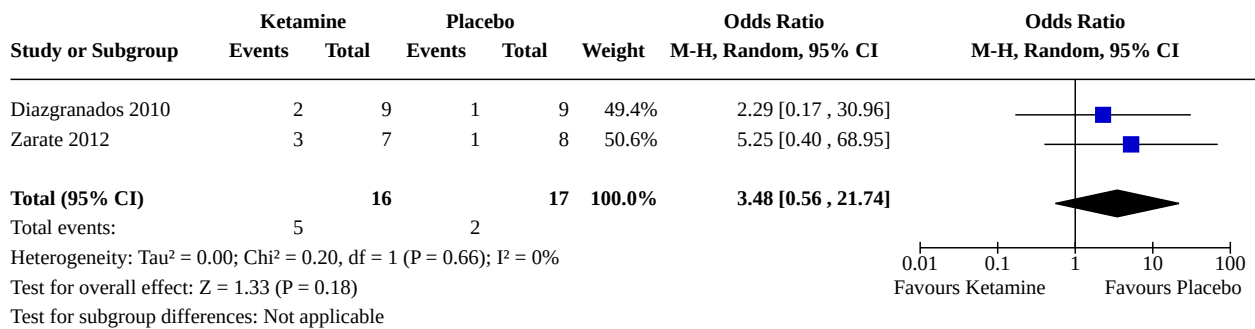 Ketamine Placebo Odds Ratio Odds Ratio
Study or Subgroup Events Total Events Total Weight M-H, Random, 95% CI M-H, Random, 95% CI
Diazgranados 2010 2 9 1 9 49.4% 2.29 [0.17 , 30.96]
Zarate 2012 3 7 1 8 50.6% 5.25 [0.40 , 68.95]
Total (95% CI) 16 17 100.0% 3.48 [0.56 , 21.74]
Total events: 5 2
Heterogeneity: Tau² = 0.00; Chi² = 0.20, df = 1 (P = 0.66); I² = 0%
0.01 0.1 1 10 100
Test for overall effect: Z = 1.33 (P = 0.18)
Favours Ketamine Favours Placebo
Test for subgroup differences: Not applicable